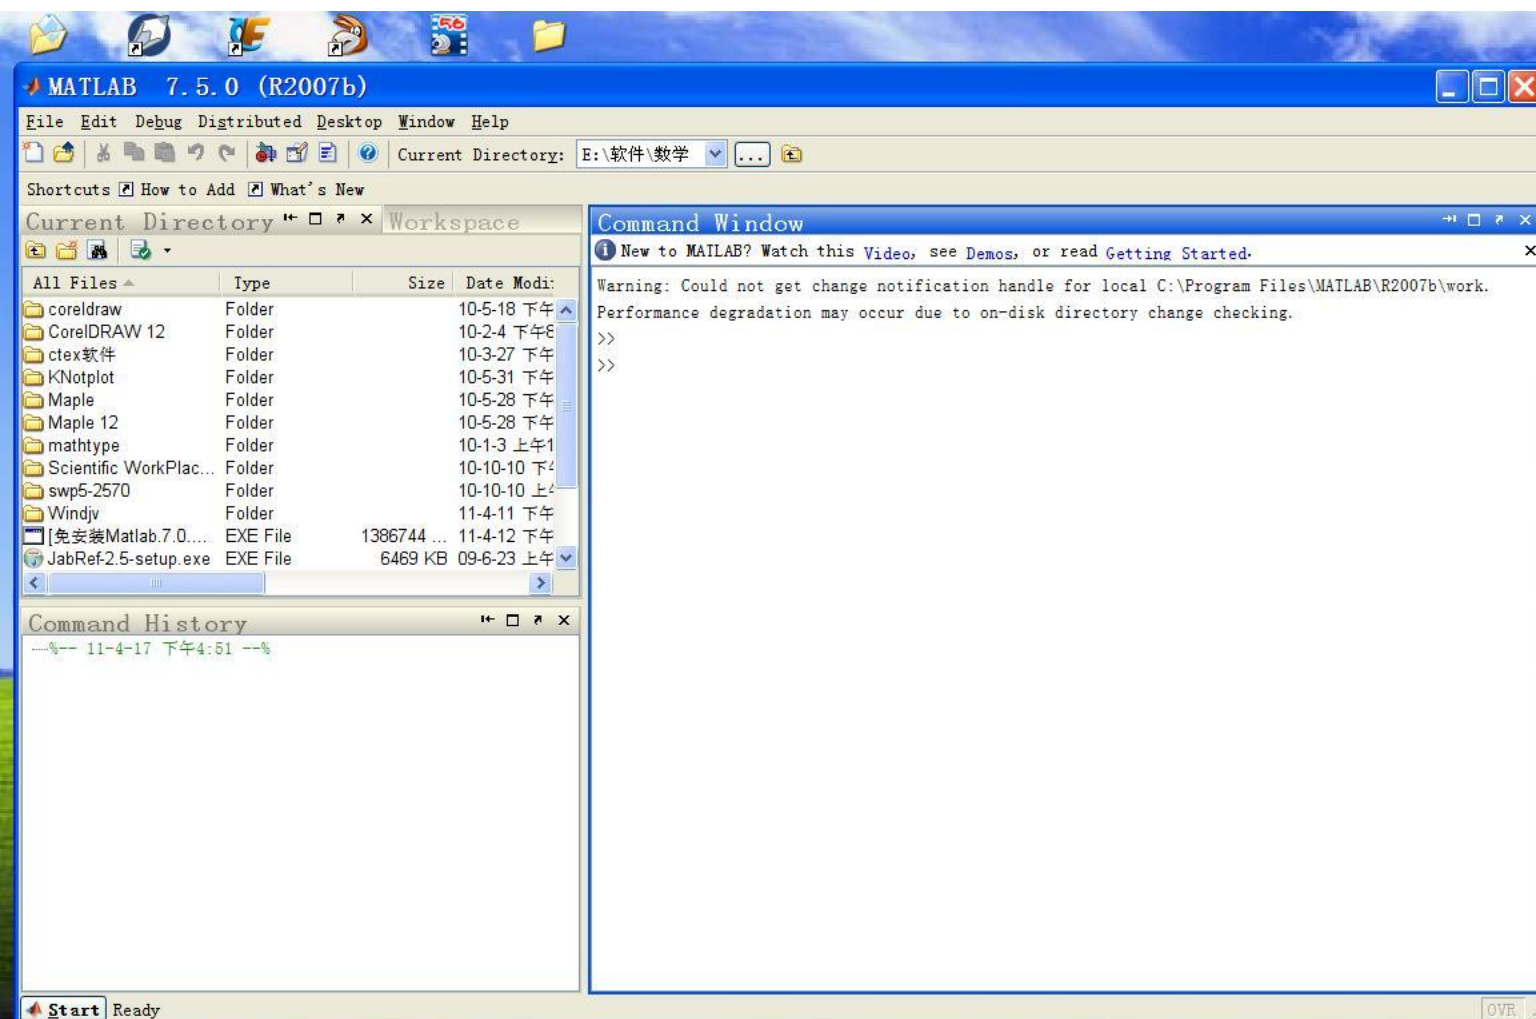 56
MATLAB 7.5.0 (R2007b)
File Edit Debug Distributed Desktop Window Help
Current Directory: E:\软件\数学 ...
Shortcuts How to Add What's New
Current Directory Workspace
All Files Type Size Date Modi
coreldraw Folder 10-5-18 下午
CorelDRAW 12 Folder 10-2-4 下午8
ctex软件 Folder 10-3-27 下午
KNotplot Folder 10-5-31 下午
Maple Folder 10-5-28 下午
Maple 12 Folder 10-5-28 下午
mathtype Folder 10-1-3 上午1
Scientific WorkPlac... Folder 10-10-10 下午
swp5-2570 Folder 10-10-10 上午
Windjv Folder 11-4-11 下午
[免安装Matlab.7.0.... EXE File 1386744 ... 11-4-12 下午
JabRef-2.5-setup.exe EXE File 6469 KB 09-6-23 上午
Command History
%-- 11-4-17 下午4:51 --%
Command Window
New to MATLAB? Watch this Video, see Demos, or read Getting Started.
Warning: Could not get change notification handle for local C:\Program Files\MATLAB\R2007b\work.
Performance degradation may occur due to on-disk directory change checking.
>>
>>
Start Ready
OVR